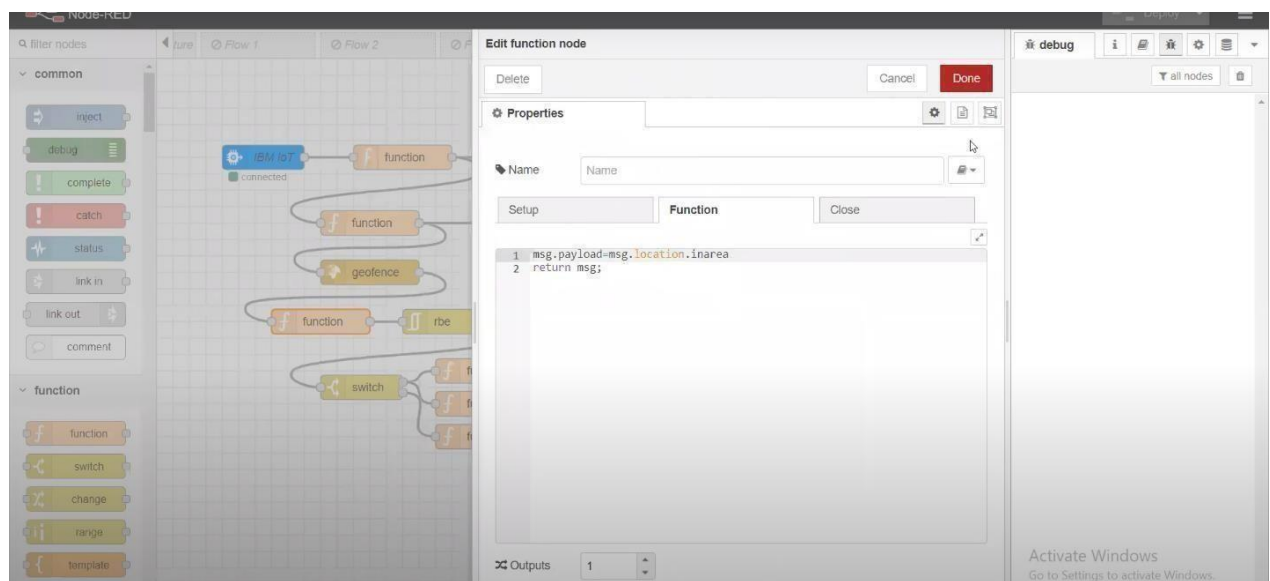 Node-RED
Deploy
filter nodes
ture
Flow 1
Flow 2
F
Edit function node
debug
i
common
Delete
Cancel
Done
all nodes
Properties
inject
debug
IBM IoT
function
connected
Name
Name
complete
catch
function
Setup
Function
Close
status
1 msg.payload=msg.location.inarea
2 return msg;
geofence
link in
link out
function
rbe
comment
switch
function
function
switch
change
range
template
Outputs
1
Activate Windows
Go to Settings to activate Windows.